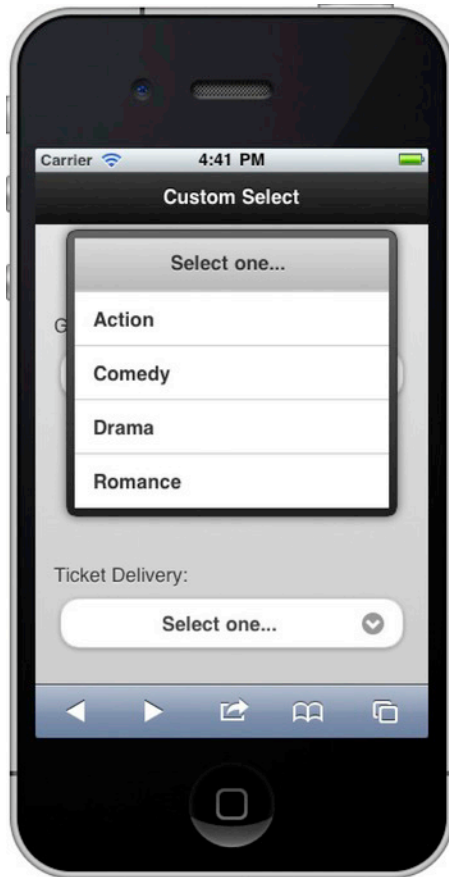 Carrier 4:41 PM
Custom Select
Select one...
G
Action
Comedy
Drama
Romance
Ticket Delivery:
Select one...